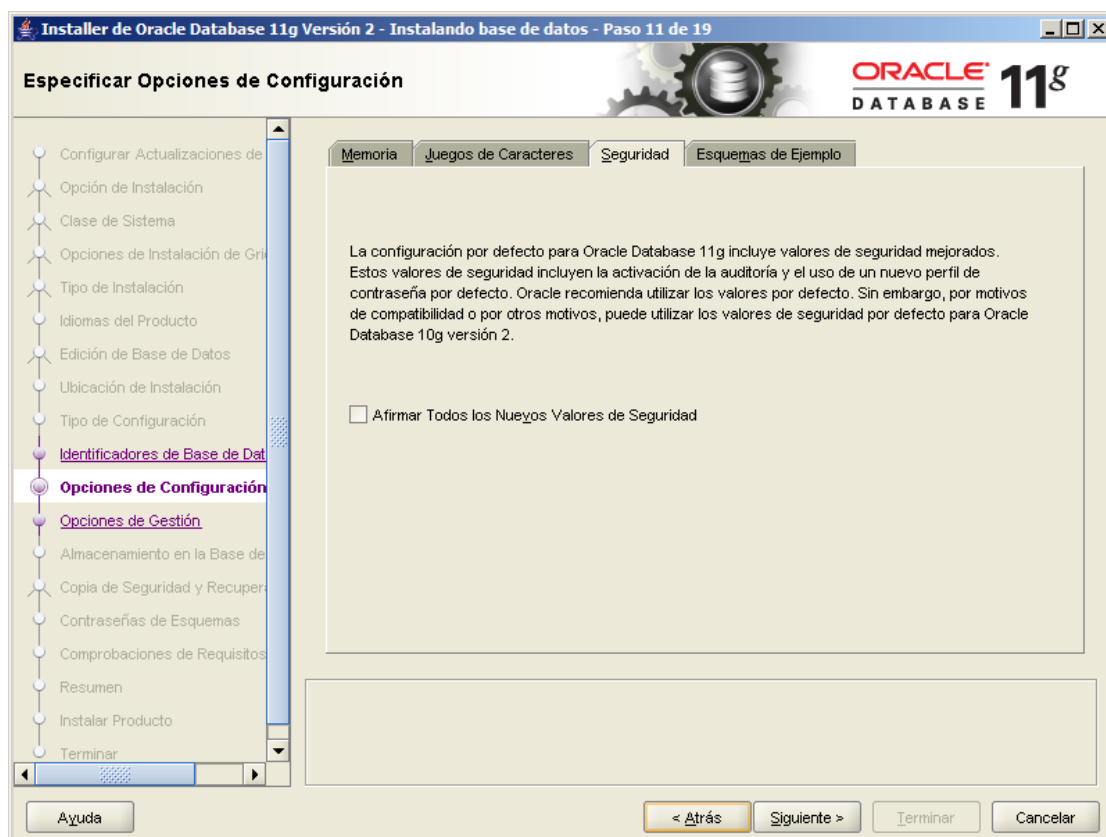 Installer de Oracle Database 11g Versión 2 - Instalando base de datos - Paso 11 de 19
Especificar Opciones de Configuración
ORACLE
DATABASE
11g
Configurar Actualizaciones de
Opción de Instalación
Clase de Sistema
Opciones de Instalación de Gri
Tipo de Instalación
Idiomas del Producto
Edición de Base de Datos
Ubicación de Instalación
Tipo de Configuración
Identificadores de Base de Dat
Opciones de Configuración
Opciones de Gestión
Almacenamiento en la Base de
Copia de Seguridad y Recuper
Contraseñas de Esquemas
Comprobaciones de Requisitos
Resumen
Instalar Producto
Terminar
Memoria
Juegos de Caracteres
Seguridad
Esquemas de Ejemplo
La configuración por defecto para Oracle Database 11g incluye valores de seguridad mejorados.
Estos valores de seguridad incluyen la activación de la auditoría y el uso de un nuevo perfil de
contraseña por defecto. Oracle recomienda utilizar los valores por defecto. Sin embargo, por motivos
de compatibilidad o por otros motivos, puede utilizar los valores de seguridad por defecto para Oracle
Database 10g versión 2.
Afirmar Todos los Nuevos Valores de Seguridad
Ayuda
< Atrás
Siguiente >
Terminar
Cancelar